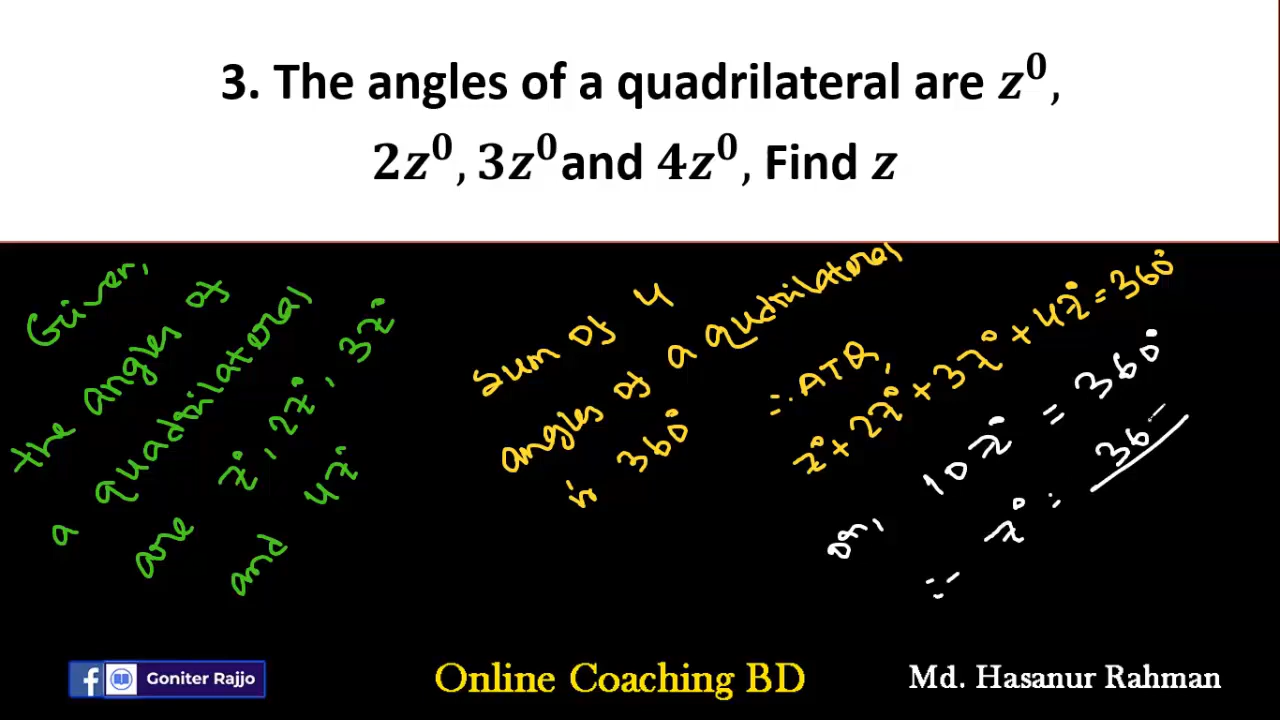 3. The angles of a quadrilateral are z⁰,
2z⁰, 3z⁰and 4z⁰, Find z
Given,
the angles of
a quadrilateral
are z°, 2z°, 3z°
and 4z°
Sum of 4
angles of a quadrilateral
is 360°
∴ ATQ,
z° + 2z° + 3z° + 4z° = 360°
or, 10z° = 360°
∴ z° = 36
Goniter Rajjo
Online Coaching BD
Md. Hasanur Rahman